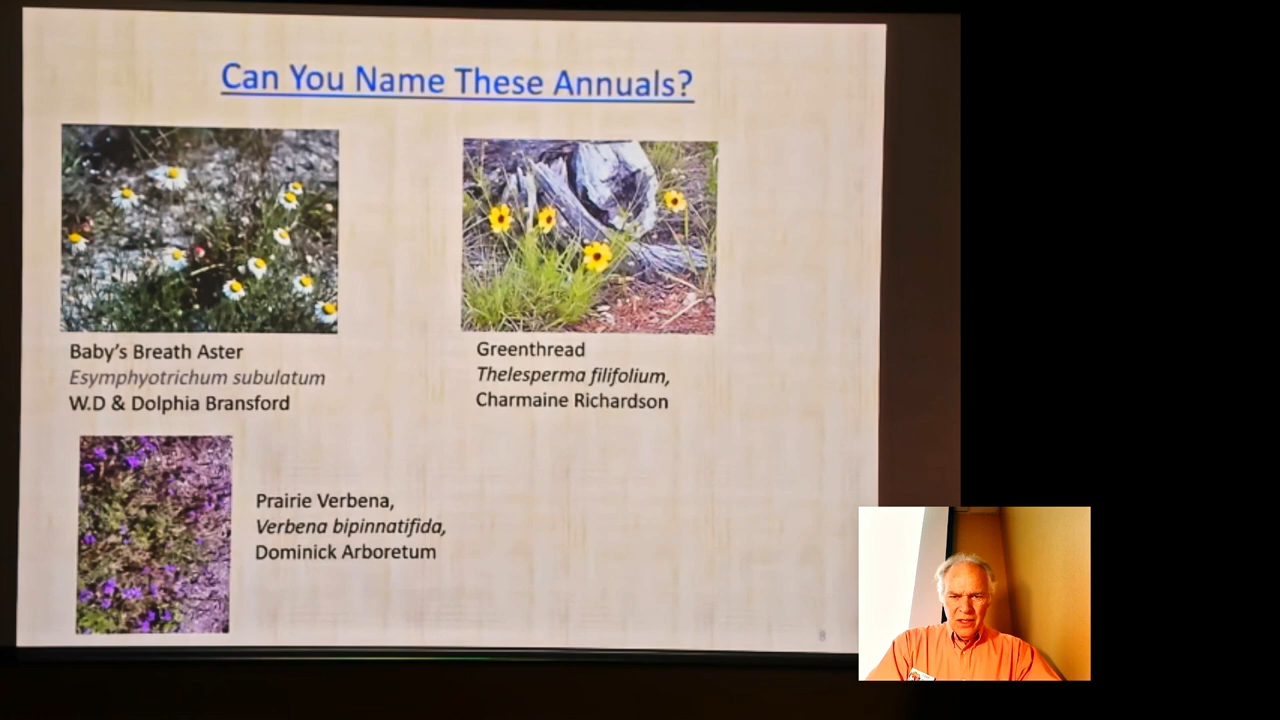 Can You Name These Annuals?
Baby's Breath Aster
Esymphyotrichum subulatum
W.D & Dolphia Bransford
Greenthread
Thelesperma filifolium,
Charmaine Richardson
Prairie Verbena,
Verbena bipinnatifida,
Dominick Arboretum
8